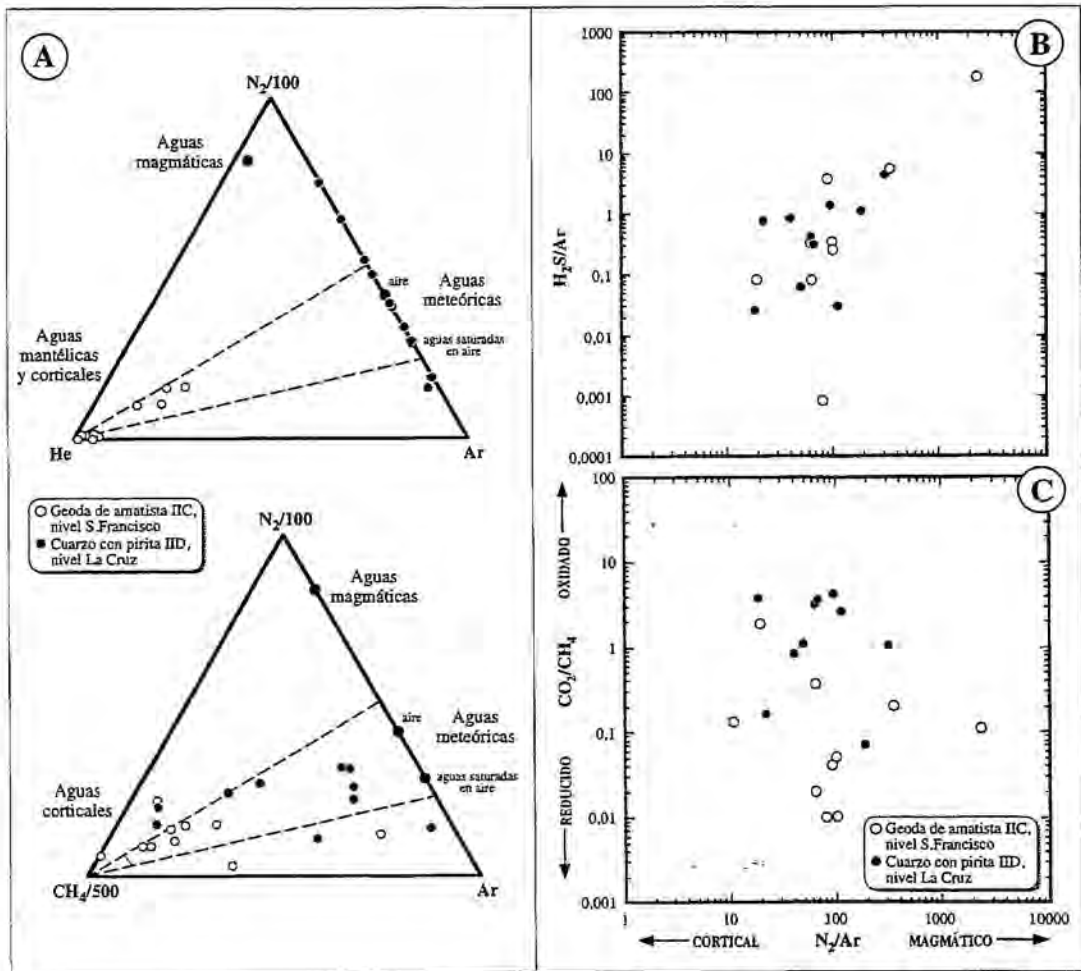 A
N₂/100
Aguas
magmáticas
aire
Aguas
meteóricas
aguas saturadas
en aire
Aguas
mantélicas
y corticales
He
Ar
Geoda de amatista IIC,
nivel S.Francisco
Cuarzo con pirita IID,
nivel La Cruz
N₂/100
Aguas
magmáticas
aire
Aguas
meteóricas
aguas saturadas
en aire
Aguas
corticales
CH₄/500
Ar
B
1000
100
10
1
0,1
0,01
0,001
0,0001
H₂S/Ar
C
100
10
1
0,1
0,01
0,001
OXIDADO
CO₂/CH₄
REDUCIDO
Geoda de amatista IIC,
nivel S.Francisco
Cuarzo con pirita IID,
nivel La Cruz
1 10 100 1000 10000
CORTICAL N₂/Ar MAGMÁTICO